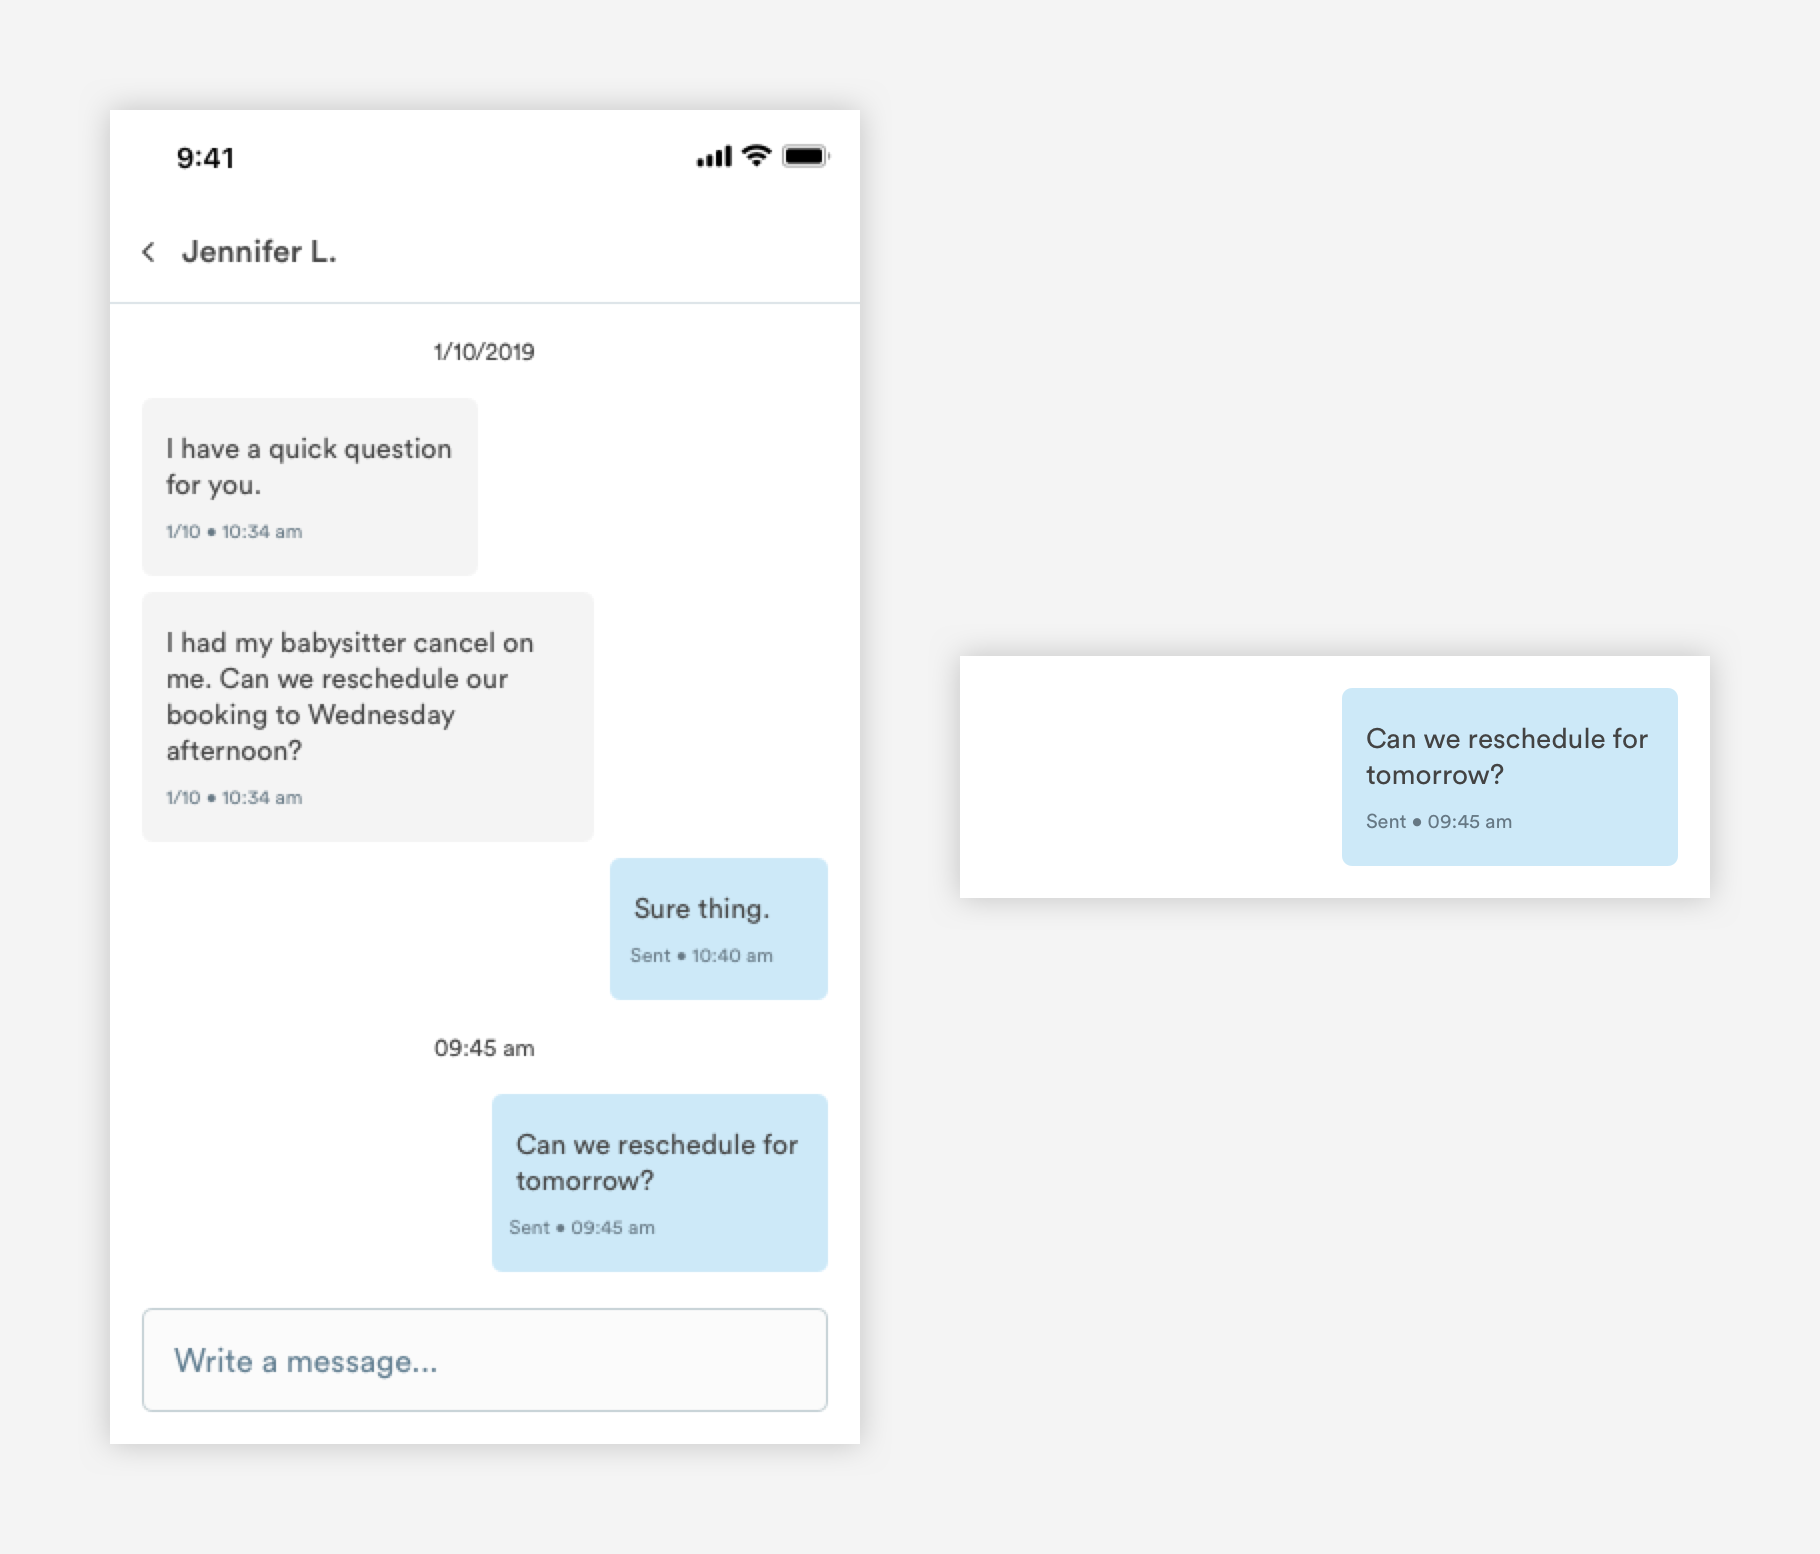 9:41
Jennifer L.
1/10/2019
I have a quick question
for you.
1/10 • 10:34 am
I had my babysitter cancel on
me. Can we reschedule our
booking to Wednesday
afternoon?
1/10 • 10:34 am
Sure thing.
Sent • 10:40 am
09:45 am
Can we reschedule for
tomorrow?
Sent • 09:45 am
Write a message...
Can we reschedule for
tomorrow?
Sent • 09:45 am